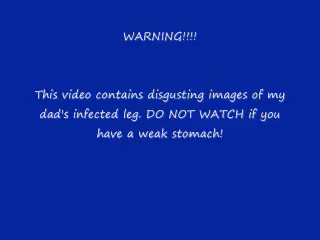 WARNING!!!!
This video contains disgusting images of my
dad's infected leg. DO NOT WATCH if you
have a weak stomach!